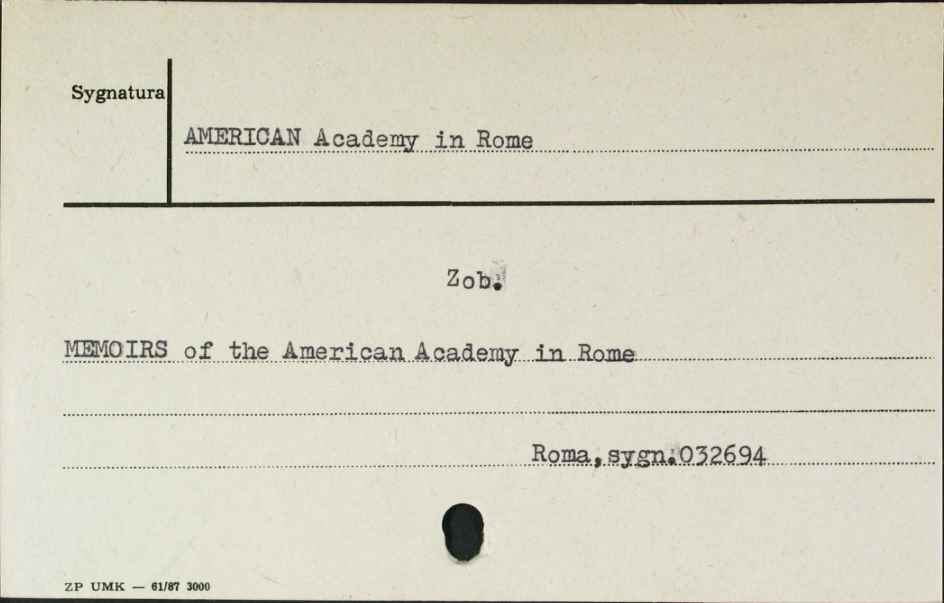 Sygnatura
AMERICAN Academy in Rome
Zob.
MEMOIRS of the American Academy in Rome
Roma,sygn.032694
ZP UMK — 61/87 3000